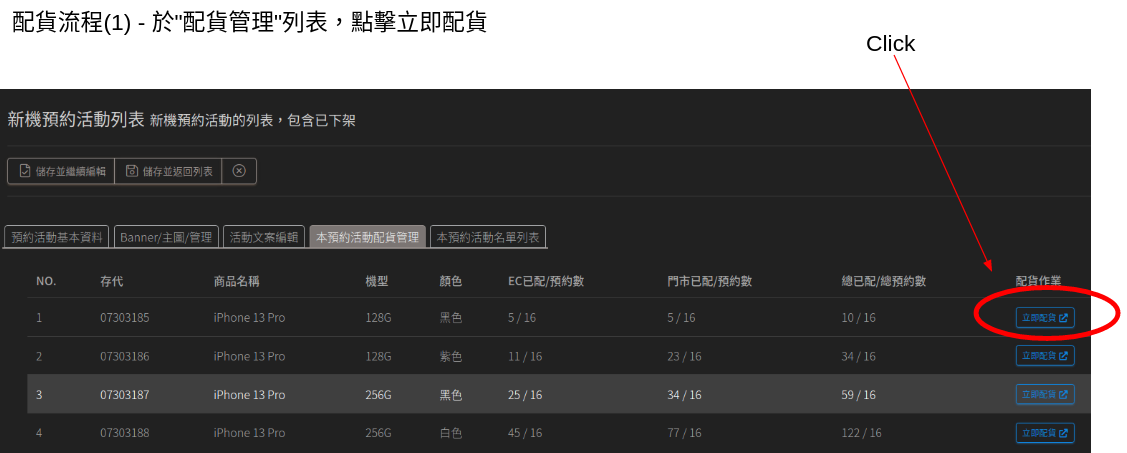 配貨流程(1) - 於"配貨管理"列表，點擊立即配貨
Click
新機預約活動列表 新機預約活動的列表，包含已下架
儲存並繼續編輯 儲存並返回列表
預約活動基本資料 Banner/主圖/管理 活動文案編輯 本預約活動配貨管理 本預約活動名單列表
NO. 存代 商品名稱 機型 顏色 EC已配/預約數 門市已配/預約數 總已配/總預約數 配貨作業
1 07303185 iPhone 13 Pro 128G 黑色 5 / 16 5 / 16 10 / 16 立即配貨
2 07303186 iPhone 13 Pro 128G 紫色 11 / 16 23 / 16 34 / 16 立即配貨
3 07303187 iPhone 13 Pro 256G 黑色 25 / 16 34 / 16 59 / 16 立即配貨
4 07303188 iPhone 13 Pro 256G 白色 45 / 16 77 / 16 122 / 16 立即配貨